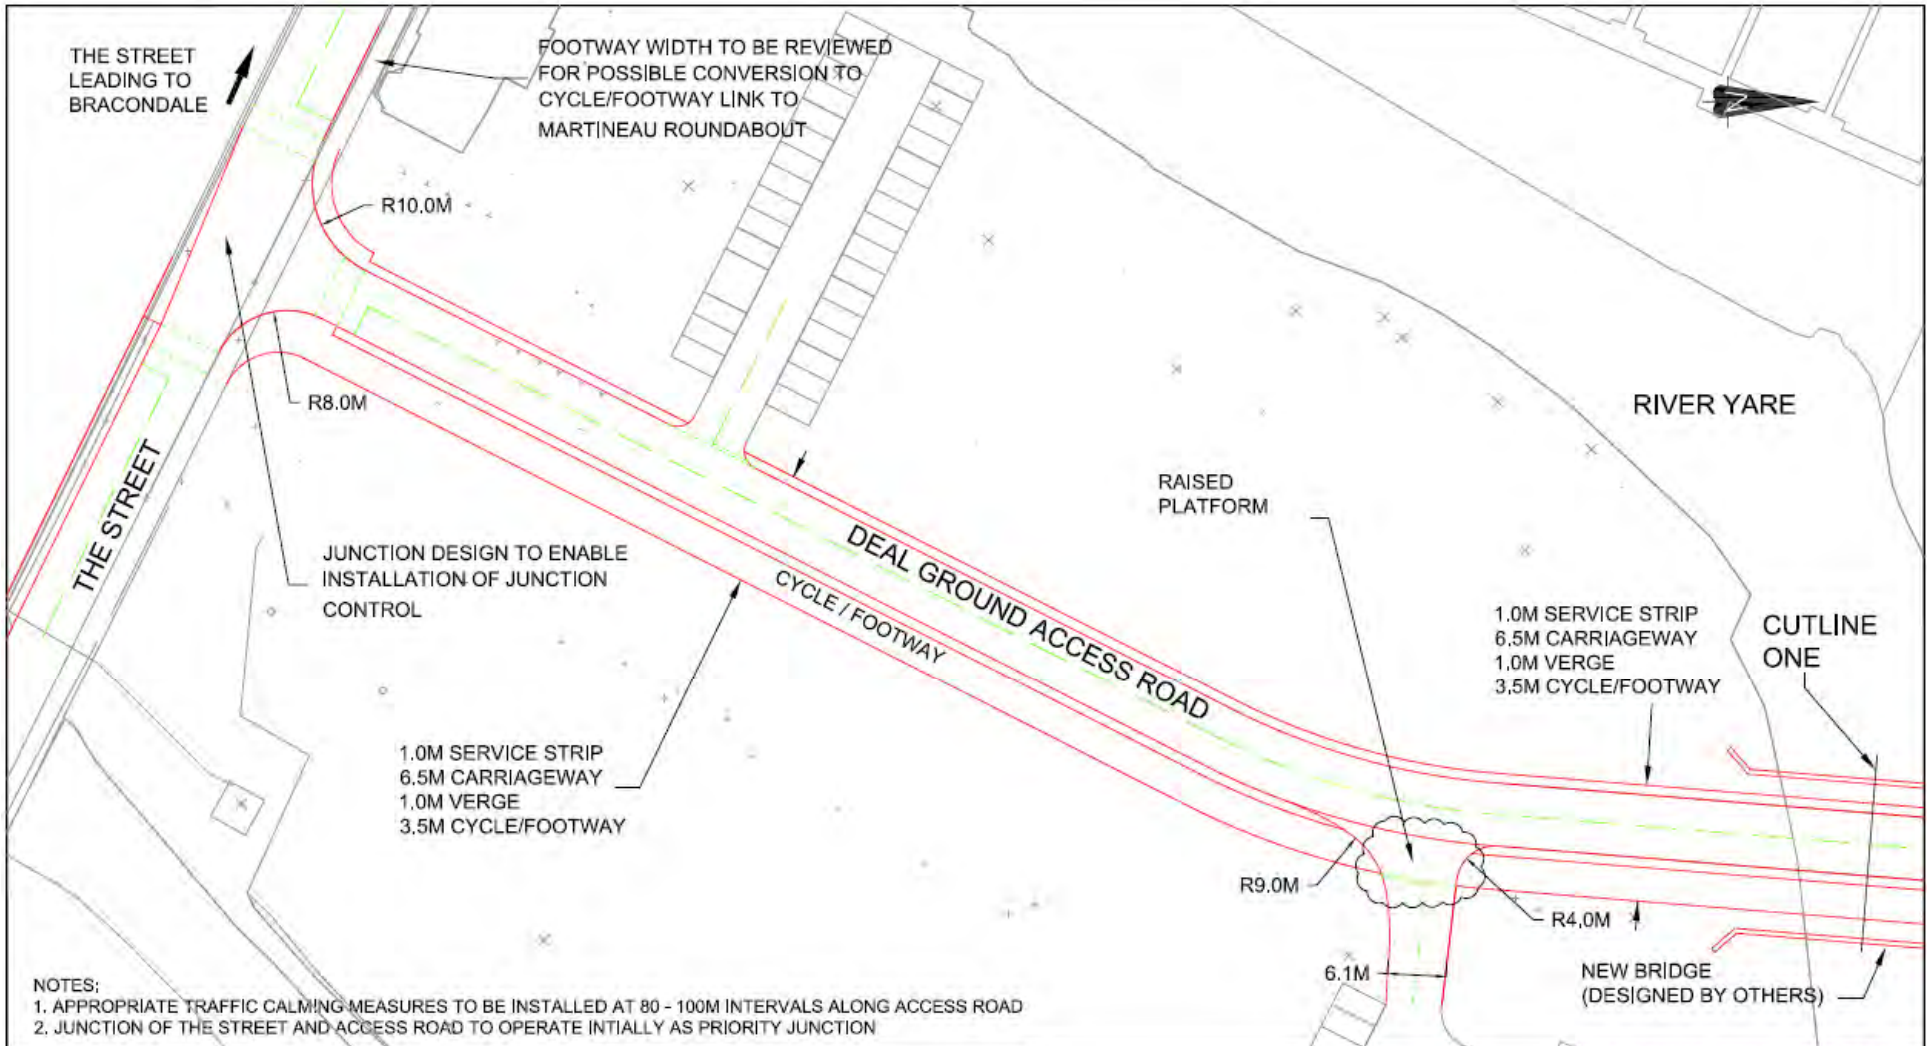 THE STREET
LEADING TO
BRACONDALE
FOOTWAY WIDTH TO BE REVIEWED
FOR POSSIBLE CONVERSION TO
CYCLE/FOOTWAY LINK TO
MARTINEAU ROUNDABOUT
N
R10.0M
R8.0M
RIVER YARE
THE STREET
JUNCTION DESIGN TO ENABLE
INSTALLATION OF JUNCTION
CONTROL
RAISED
PLATFORM
DEAL GROUND ACCESS ROAD
CYCLE / FOOTWAY
1.0M SERVICE STRIP
6.5M CARRIAGEWAY
1.0M VERGE
3.5M CYCLE/FOOTWAY
CUTLINE
ONE
1.0M SERVICE STRIP
6.5M CARRIAGEWAY
1.0M VERGE
3.5M CYCLE/FOOTWAY
R9.0M
R4.0M
6.1M
NEW BRIDGE
(DESIGNED BY OTHERS)
NOTES:
1. APPROPRIATE TRAFFIC CALMING MEASURES TO BE INSTALLED AT 80 - 100M INTERVALS ALONG ACCESS ROAD
2. JUNCTION OF THE STREET AND ACCESS ROAD TO OPERATE INTIALLY AS PRIORITY JUNCTION